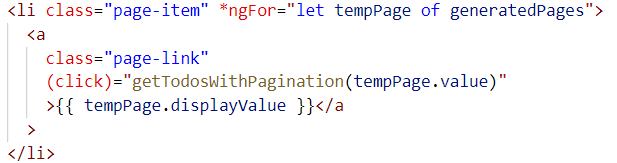 <li class="page-item" *ngFor="let tempPage of generatedPages">
  <a
    class="page-link"
    (click)="getTodosWithPagination(tempPage.value)"
    >{{ tempPage.displayValue }}</a
  >
</li>